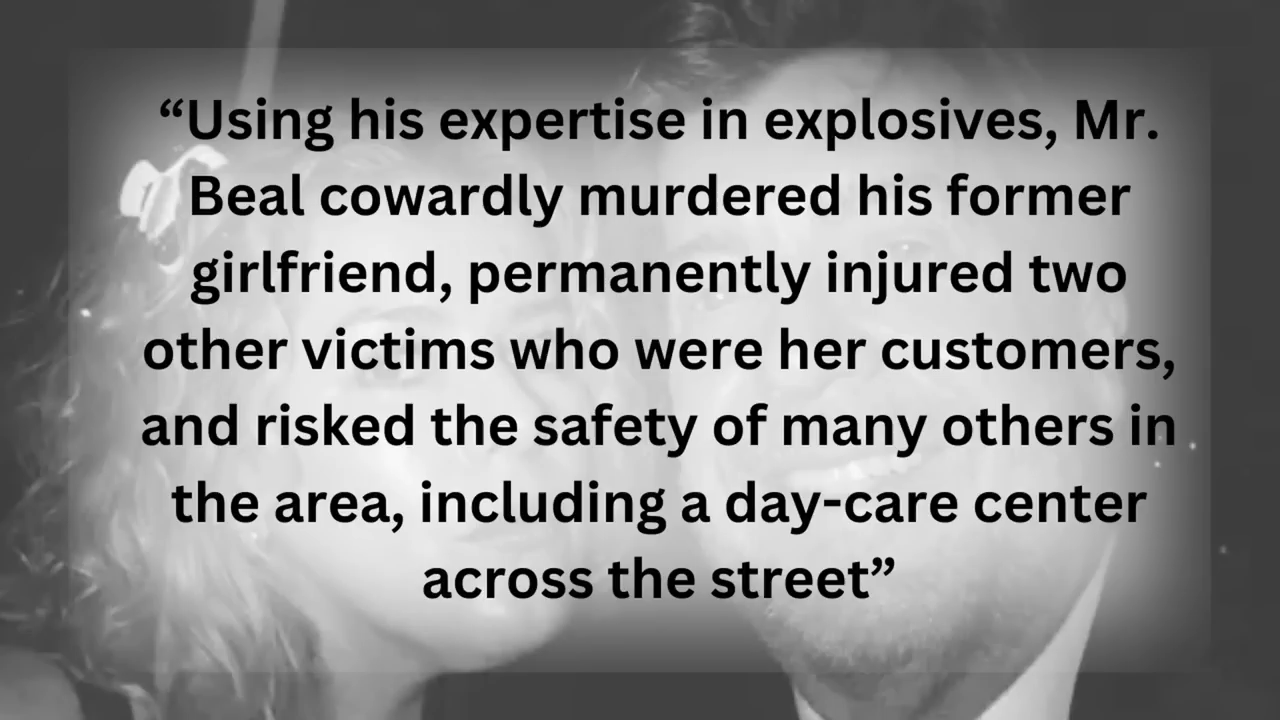 “Using his expertise in explosives, Mr.
Beal cowardly murdered his former
girlfriend, permanently injured two
other victims who were her customers,
and risked the safety of many others in
the area, including a day-care center
across the street”